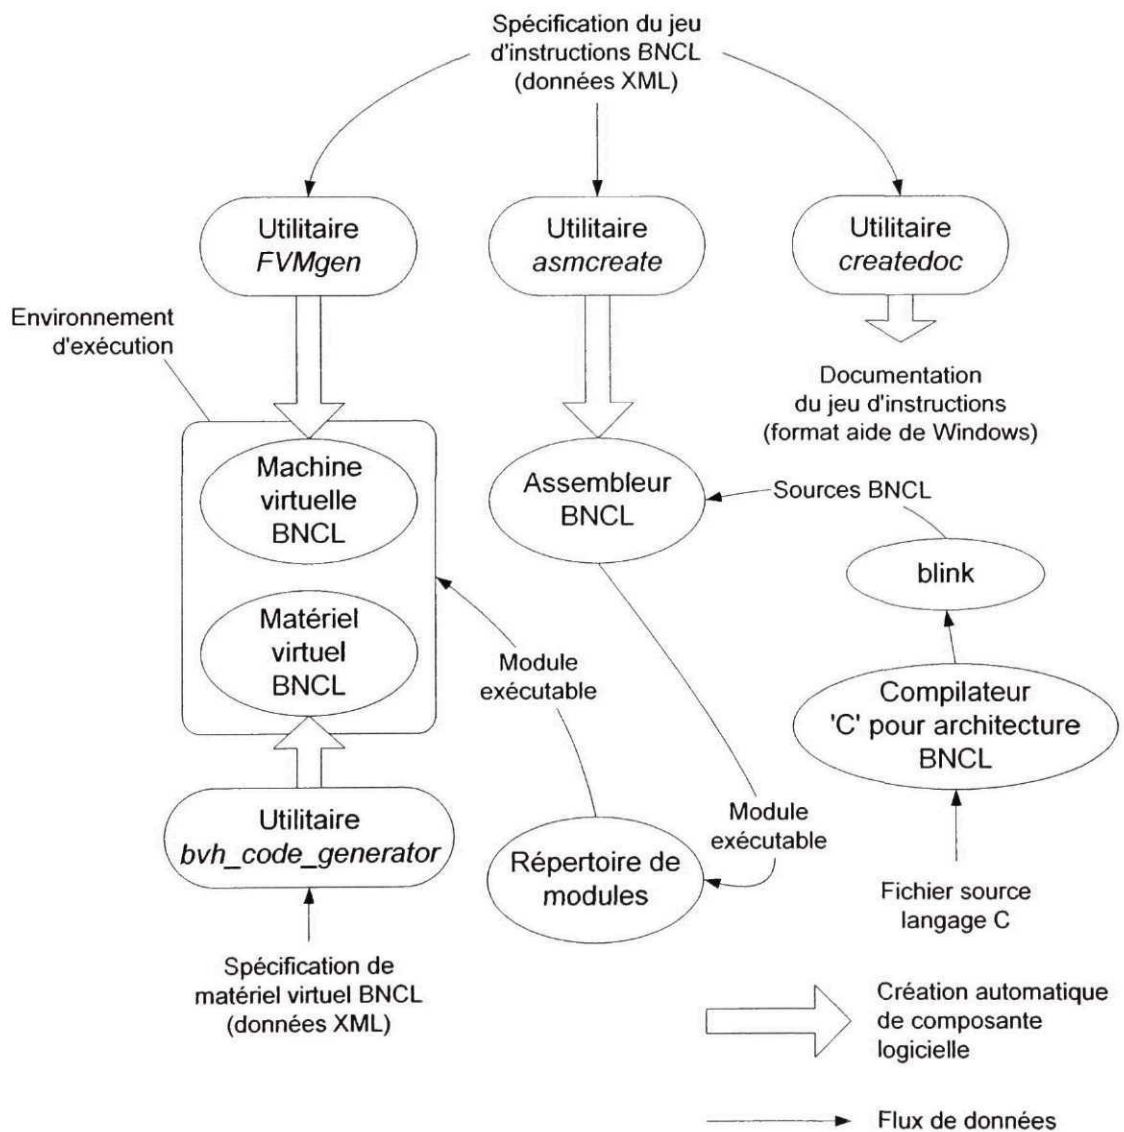 Spécification du jeu
d'instructions BNCL
(données XML)
Utilitaire
FVMgen
Utilitaire
asmcreate
Utilitaire
createdoc
Environnement
d'exécution
Documentation
du jeu d'instructions
(format aide de Windows)
Machine
virtuelle
BNCL
Assembleur
BNCL
Sources BNCL
blink
Matériel
virtuel
BNCL
Module
exécutable
Compilateur
'C' pour architecture
BNCL
Utilitaire
bvh_code_generator
Module
exécutable
Répertoire de
modules
Fichier source
langage C
Spécification de
matériel virtuel BNCL
(données XML)
Création automatique
de composante
logicielle
Flux de données